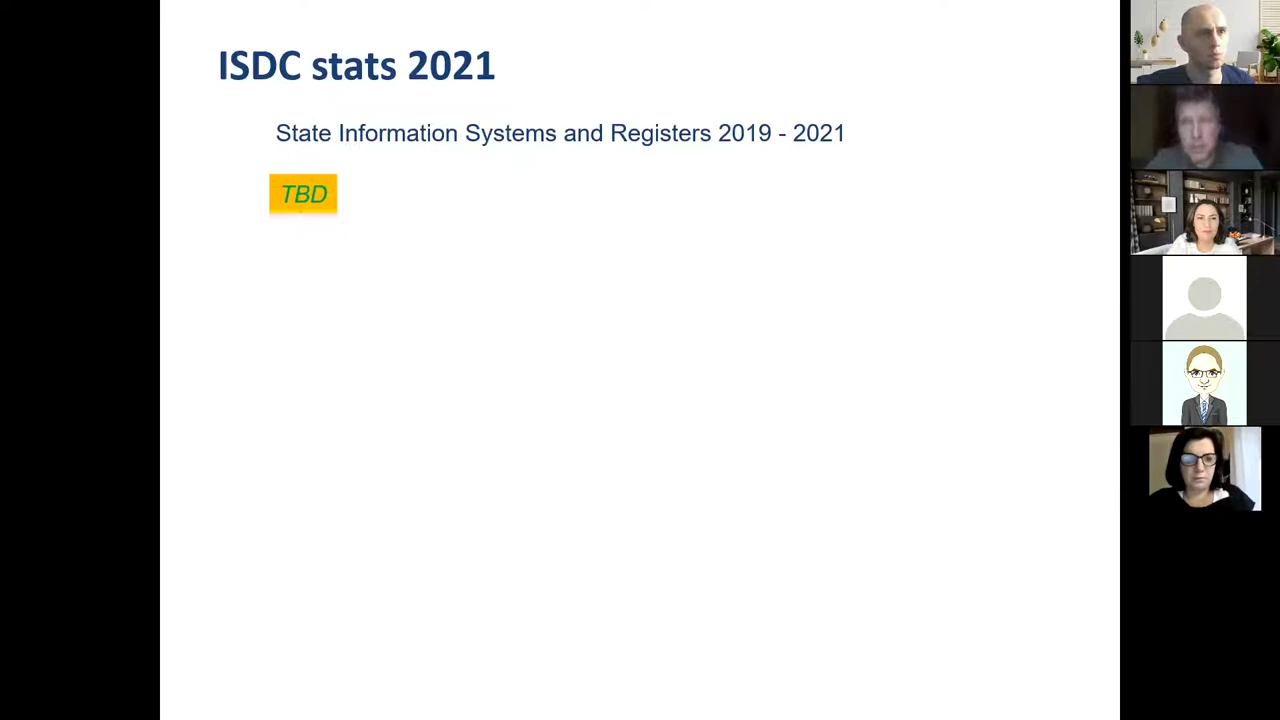 ISDC stats 2021
State Information Systems and Registers 2019 - 2021
TBD